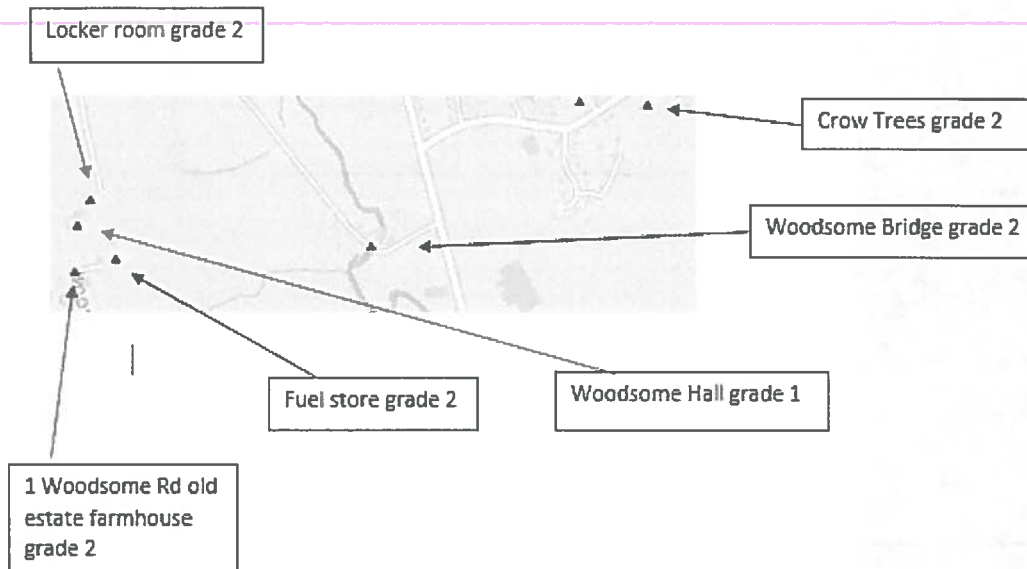 Locker room grade 2
Crow Trees grade 2
Woodsome Bridge grade 2
Fuel store grade 2
Woodsome Hall grade 1
1 Woodsome Rd old
estate farmhouse
grade 2